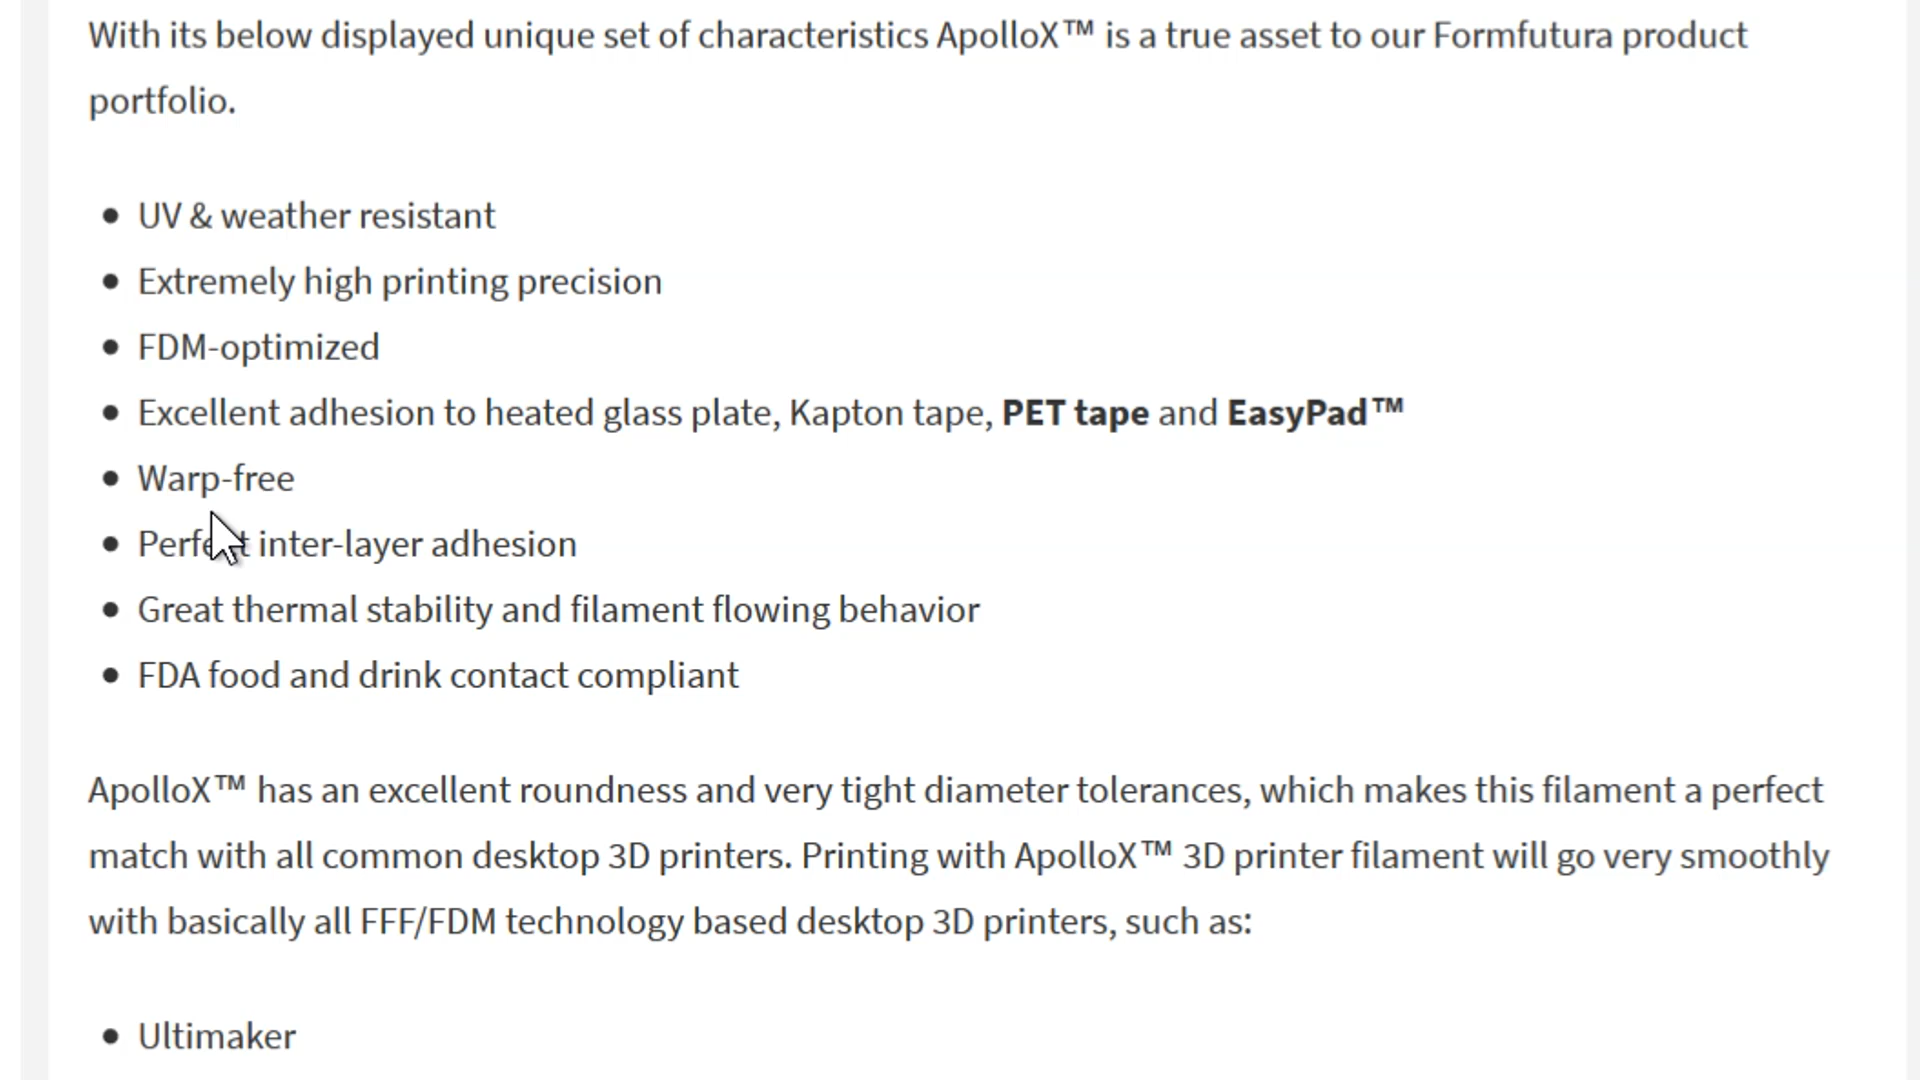 With its below displayed unique set of characteristics ApolloX™ is a true asset to our Formfutura product
portfolio.
UV & weather resistant
Extremely high printing precision
FDM-optimized
Excellent adhesion to heated glass plate, Kapton tape, PET tape and EasyPad™
Warp-free
Perfect inter-layer adhesion
Great thermal stability and filament flowing behavior
FDA food and drink contact compliant
ApolloX™ has an excellent roundness and very tight diameter tolerances, which makes this filament a perfect
match with all common desktop 3D printers. Printing with ApolloX™ 3D printer filament will go very smoothly
with basically all FFF/FDM technology based desktop 3D printers, such as:
Ultimaker